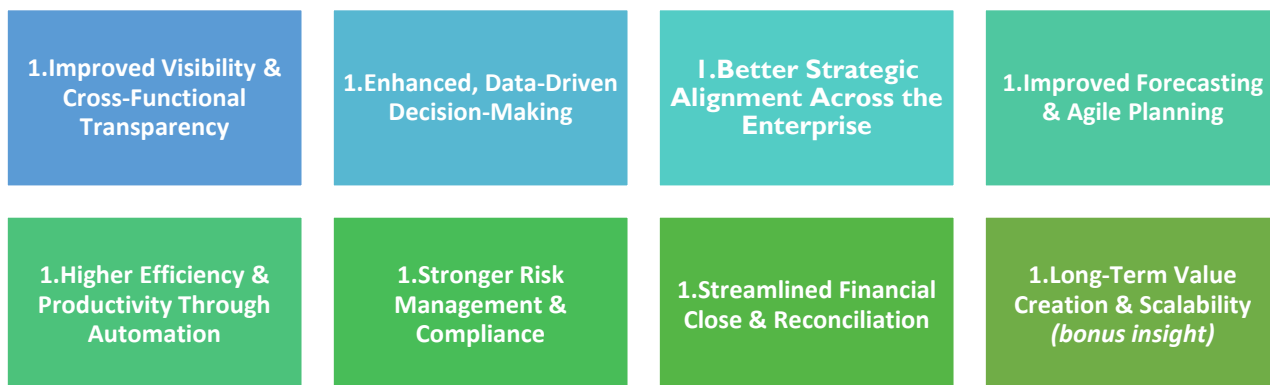 1.Improved Visibility &
Cross-Functional
Transparency
1.Enhanced, Data-Driven
Decision-Making
1.Better Strategic
Alignment Across the
Enterprise
1.Improved Forecasting
& Agile Planning
1.Higher Efficiency &
Productivity Through
Automation
1.Stronger Risk
Management &
Compliance
1.Streamlined Financial
Close & Reconciliation
1.Long-Term Value
Creation & Scalability
(bonus insight)